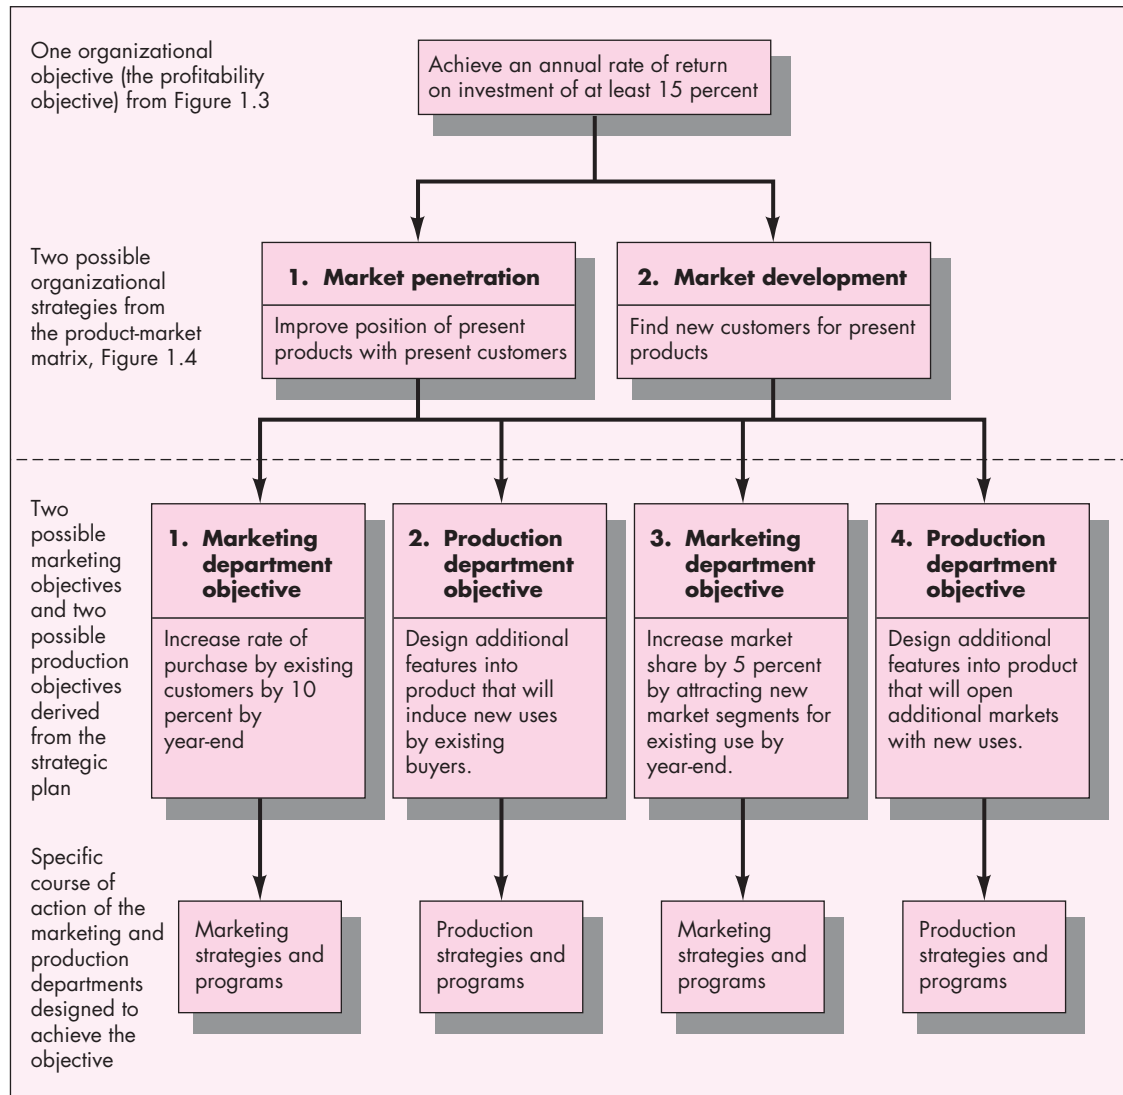 One organizational
objective (the profitability
objective) from Figure 1.3
Achieve an annual rate of return
on investment of at least 15 percent
Two possible
organizational
strategies from
the product-market
matrix, Figure 1.4
1. Market penetration
Improve position of present
products with present customers
2. Market development
Find new customers for present
products
Two
possible
marketing
objectives
and two
possible
production
objectives
derived
from the
strategic
plan
1. Marketing
department
objective
Increase rate of
purchase by existing
customers by 10
percent by
year-end
2. Production
department
objective
Design additional
features into
product that will
induce new uses
by existing
buyers.
3. Marketing
department
objective
Increase market
share by 5 percent
by attracting new
market segments for
existing use by
year-end.
4. Production
department
objective
Design additional
features into product
that will open
additional markets
with new uses.
Specific
course of
action of the
marketing and
production
departments
designed to
achieve the
objective
Marketing
strategies and
programs
Production
strategies and
programs
Marketing
strategies and
programs
Production
strategies and
programs